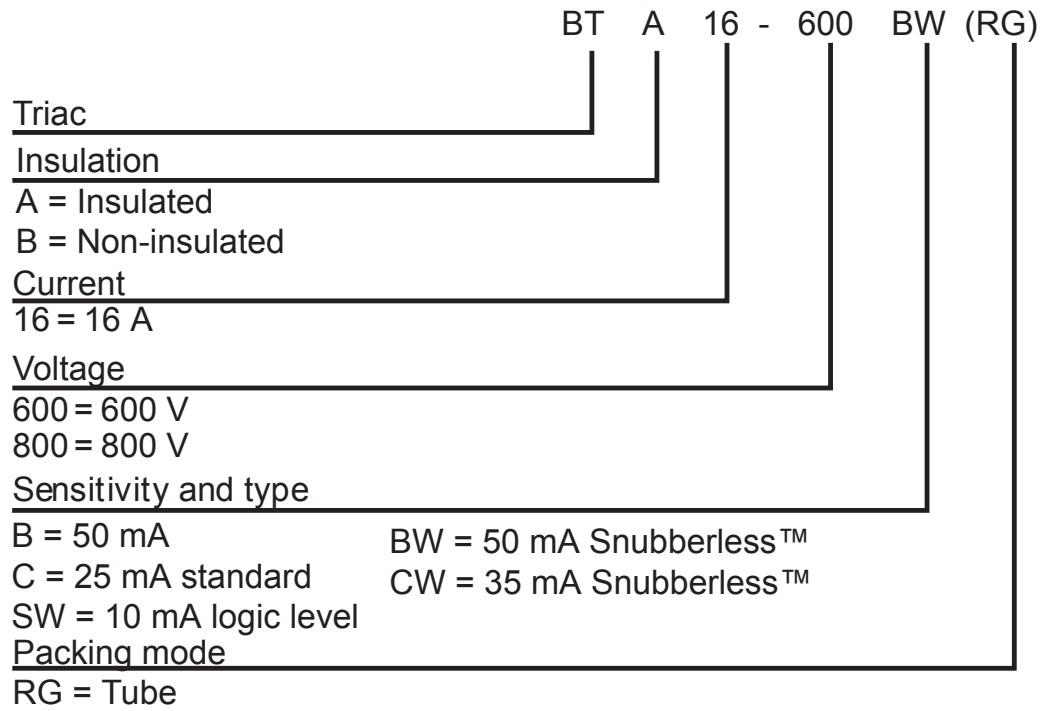 BT A 16 - 600 BW (RG)
Triac
Insulation
A = Insulated
B = Non-insulated
Current
16 = 16 A
Voltage
600 = 600 V
800 = 800 V
Sensitivity and type
B = 50 mA BW = 50 mA Snubberless™
C = 25 mA standard CW = 35 mA Snubberless™
SW = 10 mA logic level
Packing mode
RG = Tube